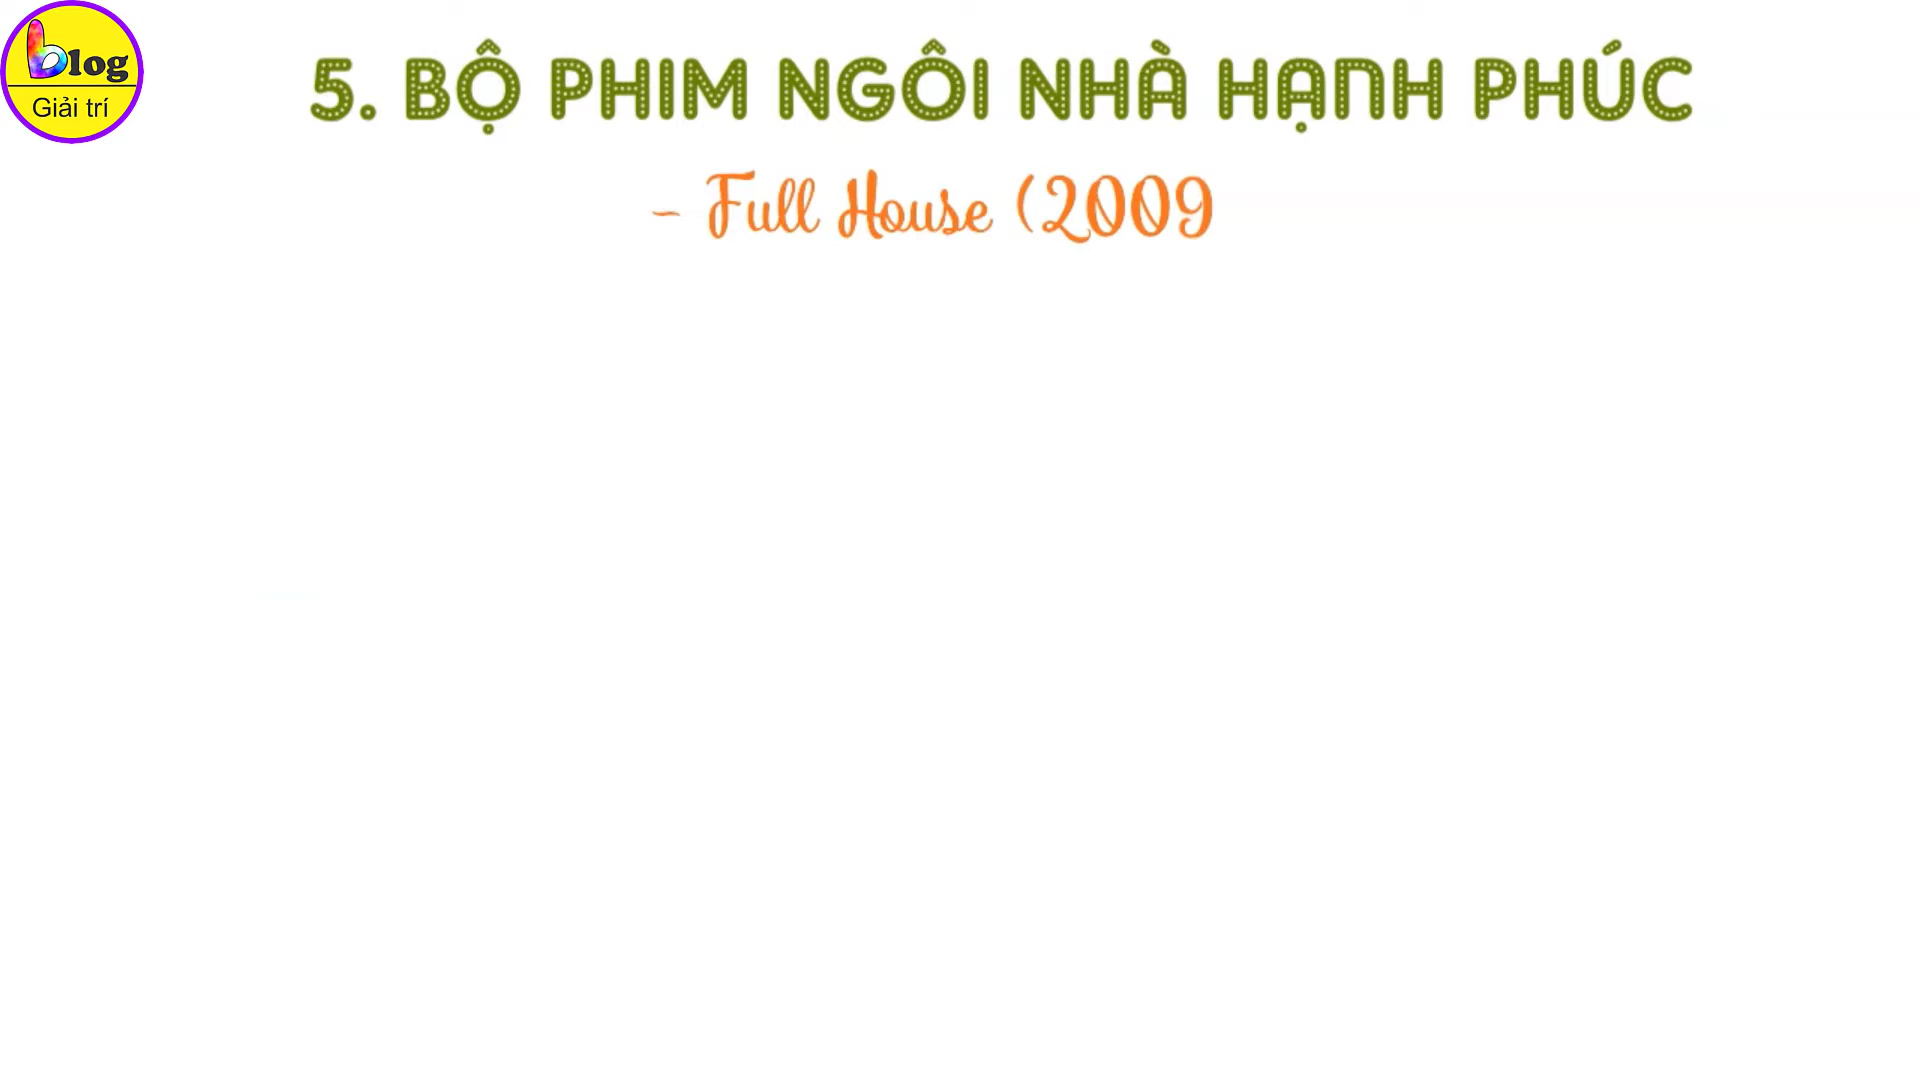 blog
Giải trí
5. BỘ PHIM NGÔI NHÀ HẠNH PHÚC
- Full House (2009